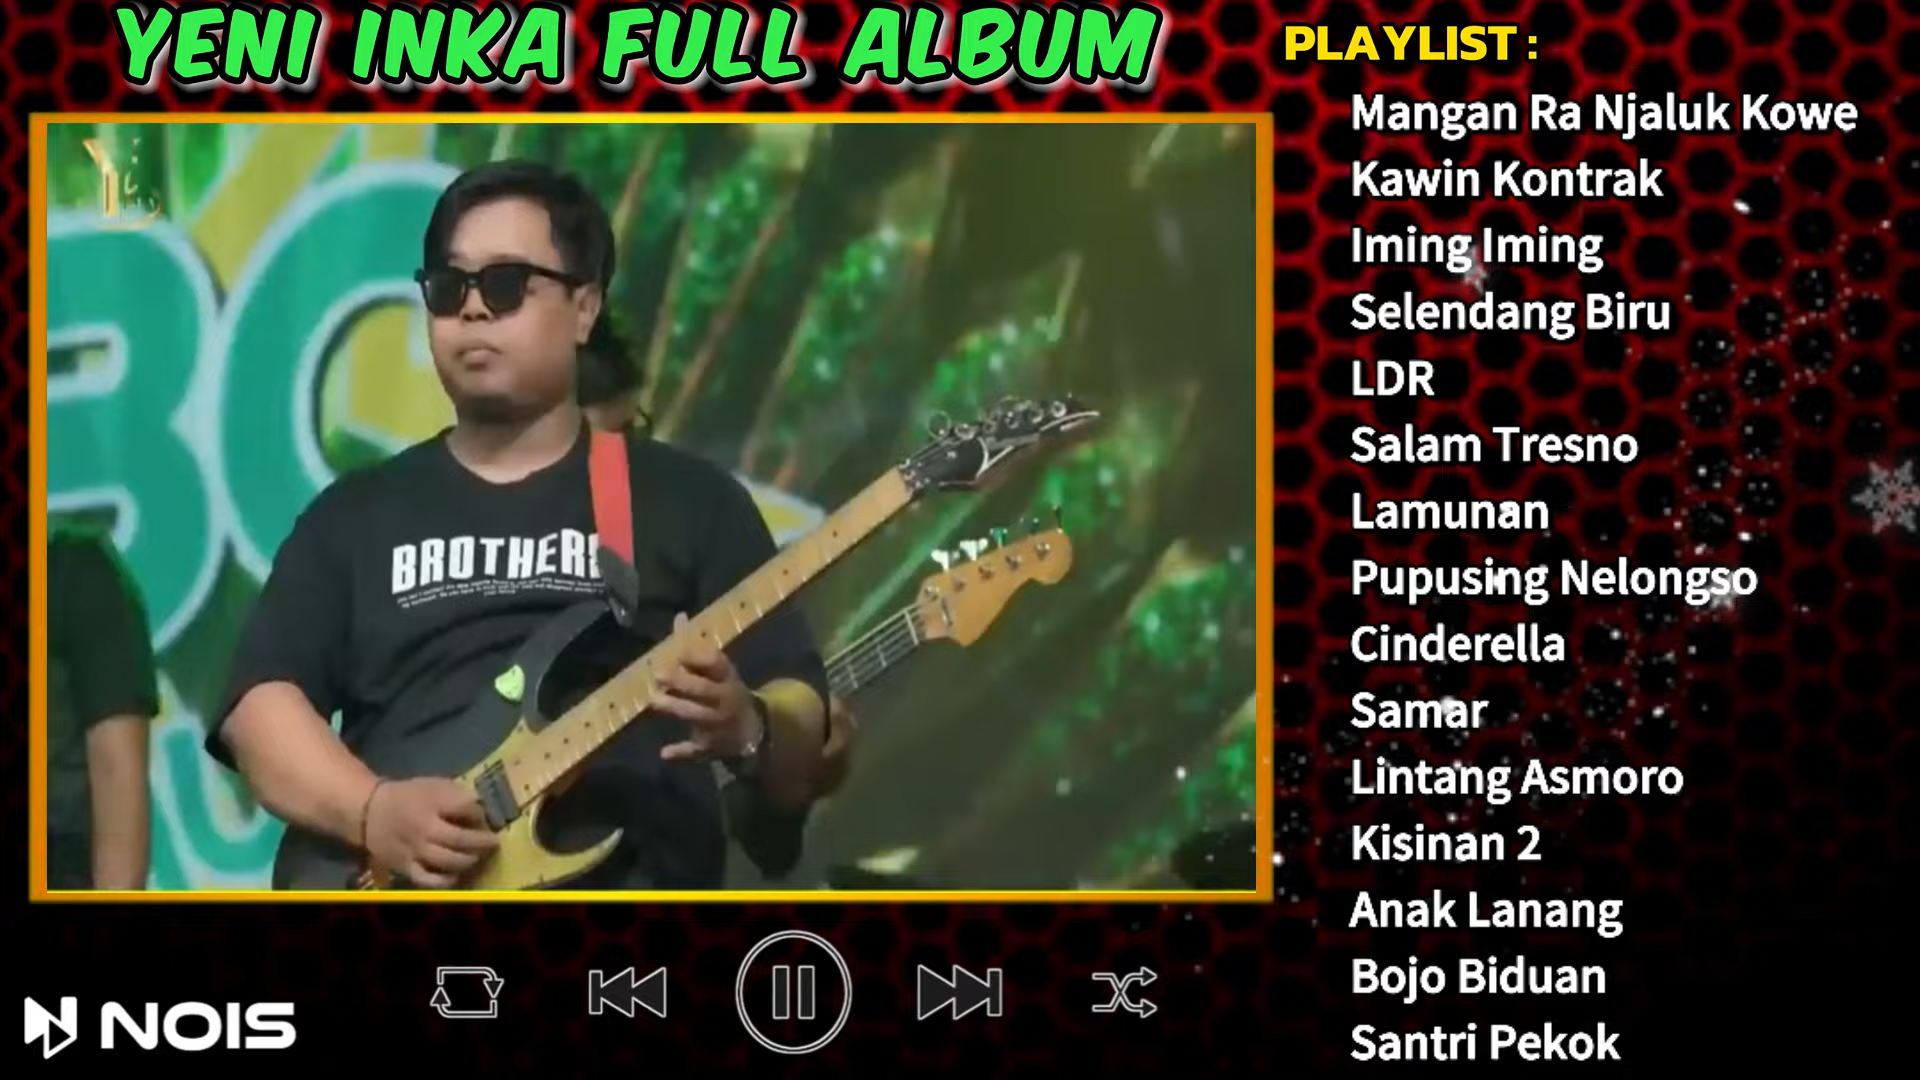 YENI INKA FULL ALBUM
PLAYLIST :
Mangan Ra Njaluk Kowe
Kawin Kontrak
Iming Iming
Selendang Biru
LDR
Salam Tresno
Lamunan
Pupusing Nelongso
Cinderella
Samar
Lintang Asmoro
Kisinan 2
Anak Lanang
Bojo Biduan
Santri Pekok
BROTHER
NOIS